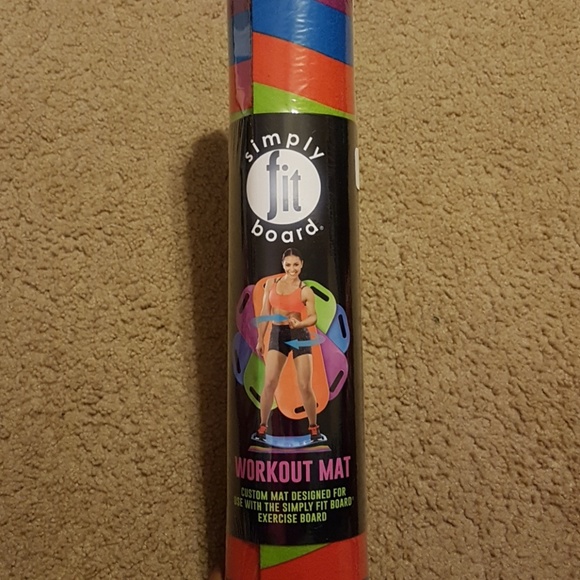 simply
fit
board®
WORKOUT MAT
CUSTOM MAT DESIGNED FOR
USE WITH THE SIMPLY FIT BOARD®
EXERCISE BOARD